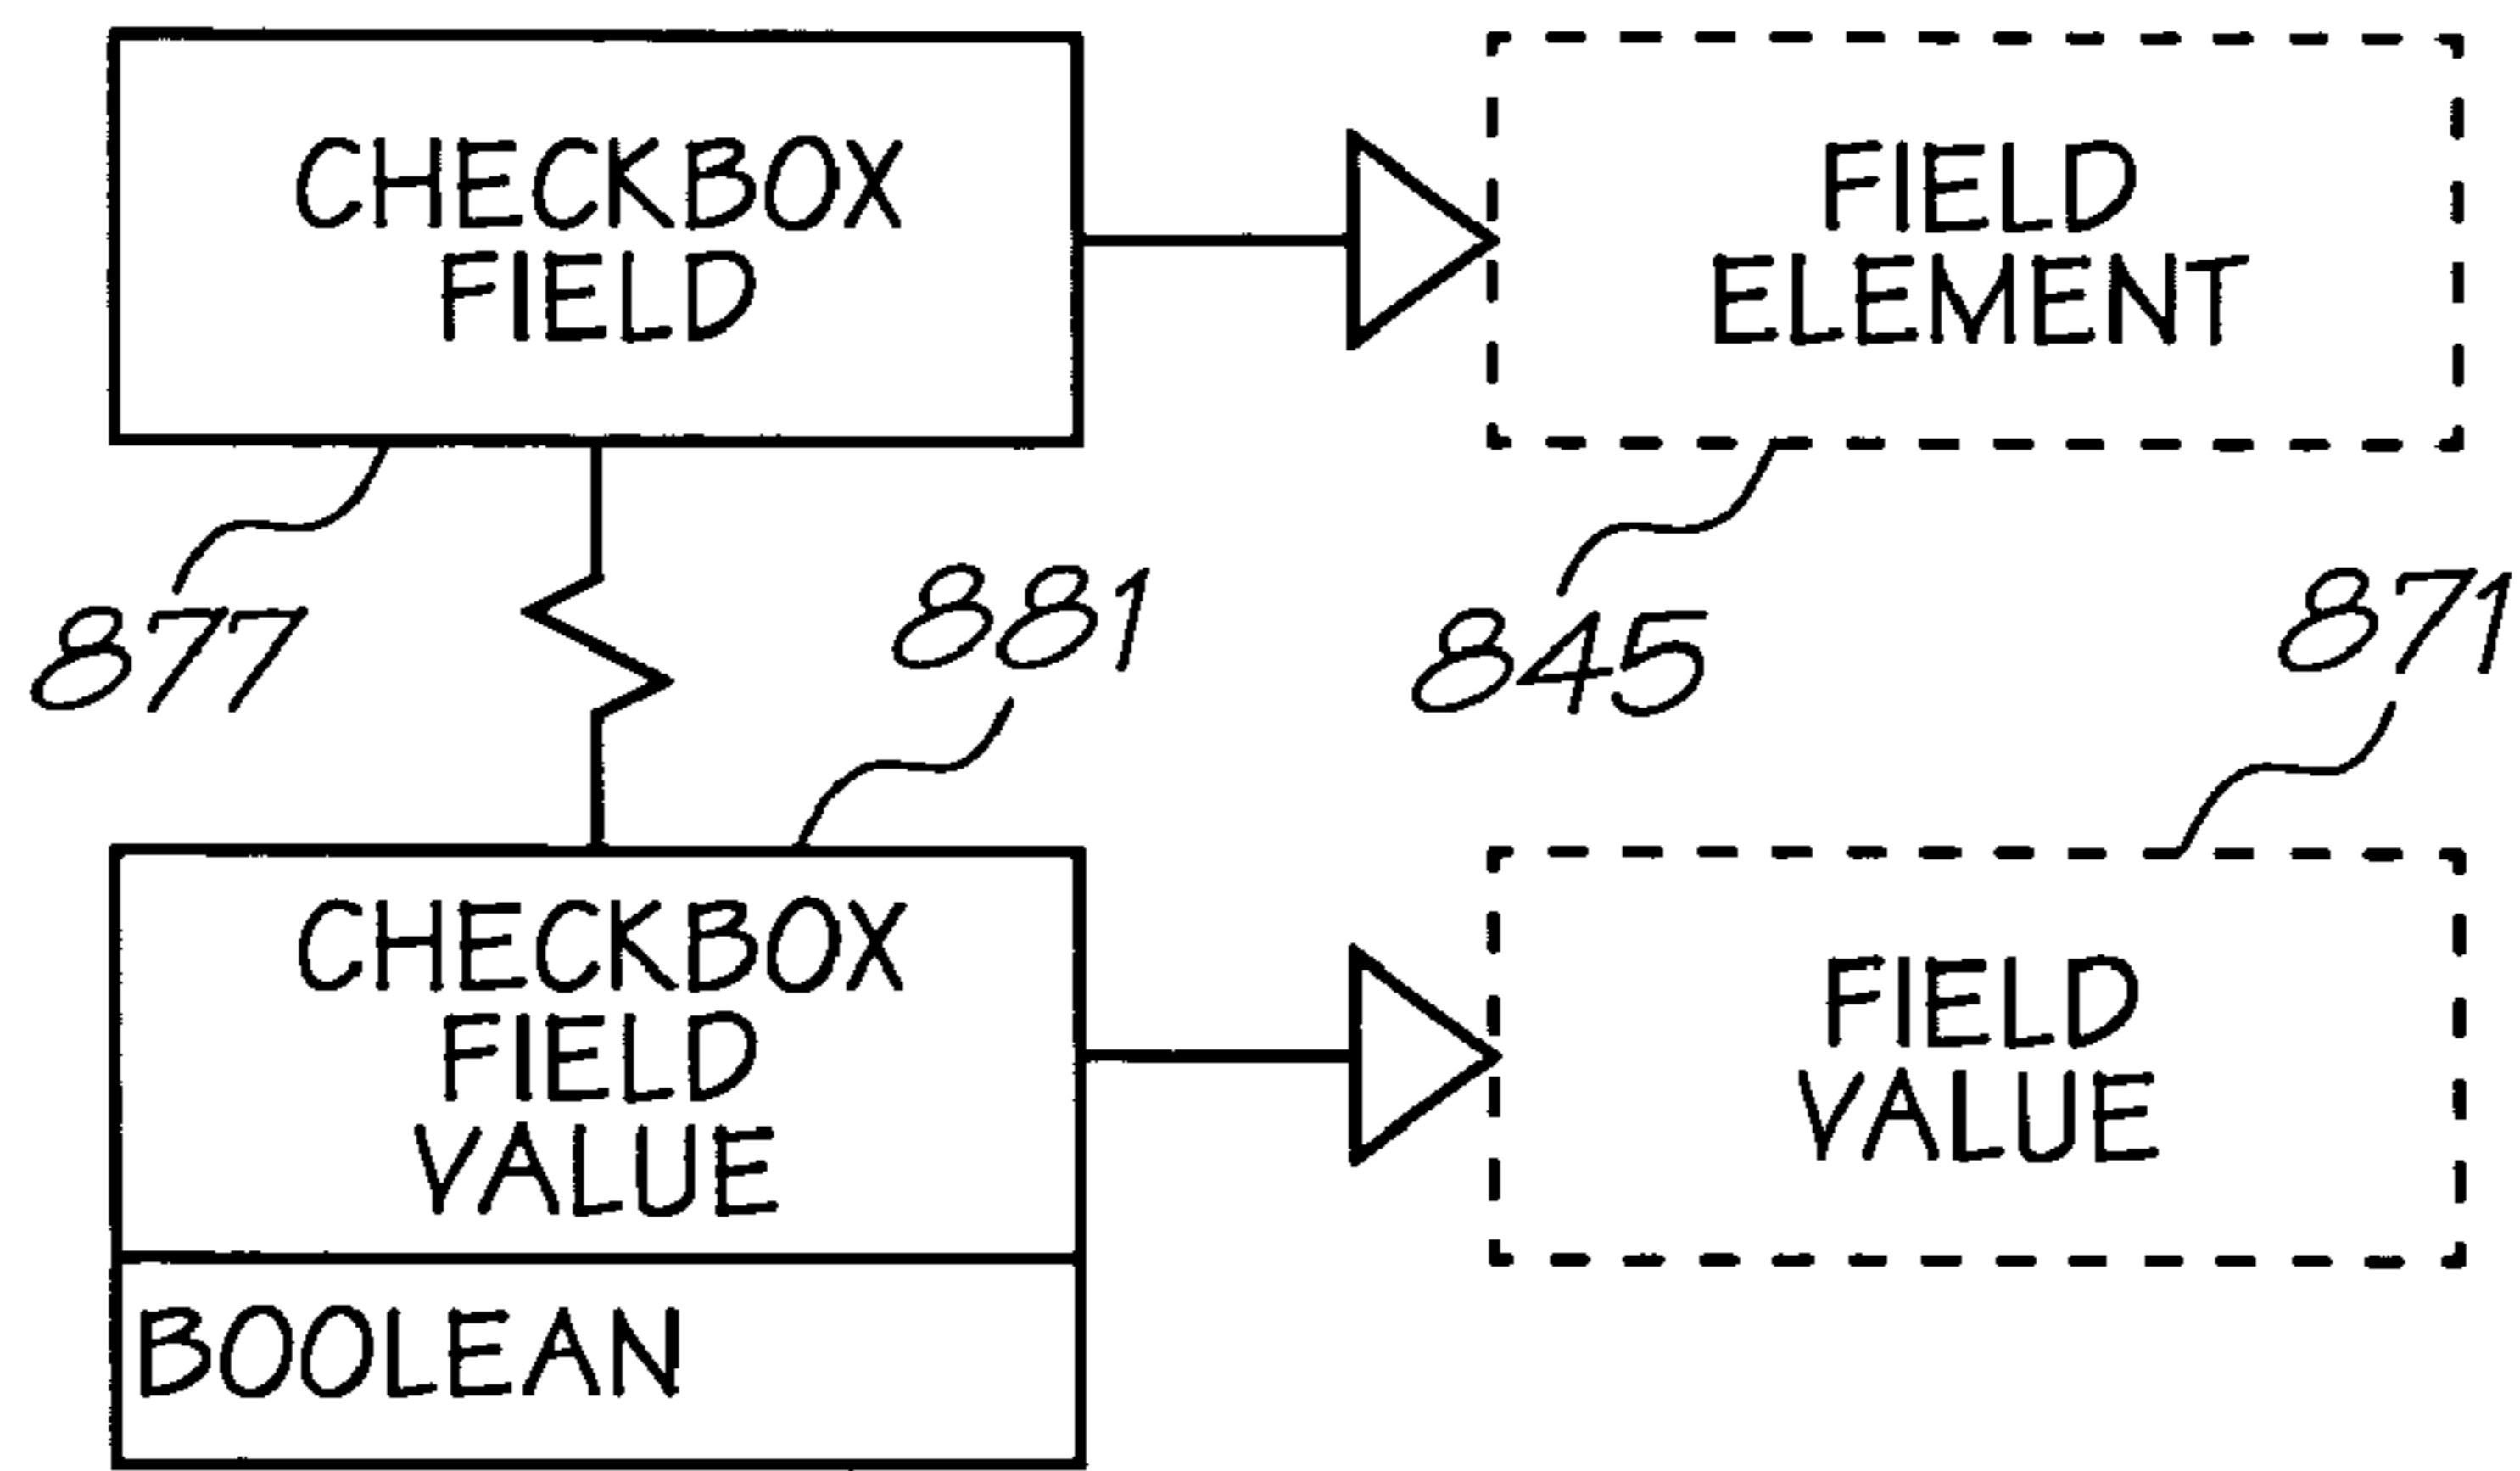 CHECKBOX
FIELD
FIELD
ELEMENT
877
881
845
871
CHECKBOX
FIELD
VALUE
BOOLEAN
FIELD
VALUE